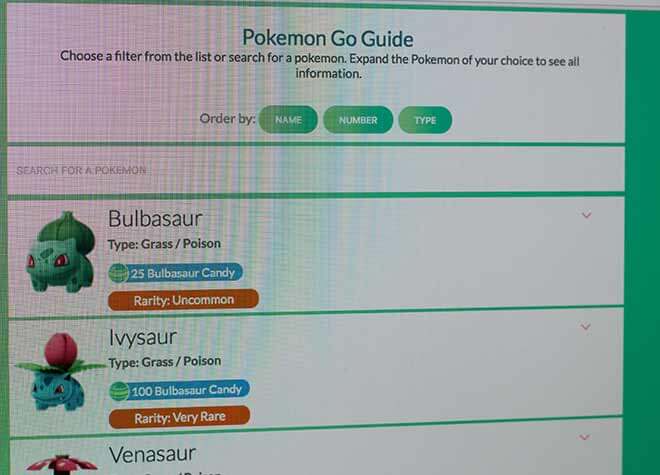 Pokemon Go Guide
Choose a filter from the list or search for a pokemon. Expand the Pokemon of your choice to see all
information.
Order by: NAME NUMBER TYPE
SEARCH FOR A POKEMON
Bulbasaur
Type: Grass / Poison
25 Bulbasaur Candy
Rarity: Uncommon
Ivysaur
Type: Grass / Poison
100 Bulbasaur Candy
Rarity: Very Rare
Venasaur